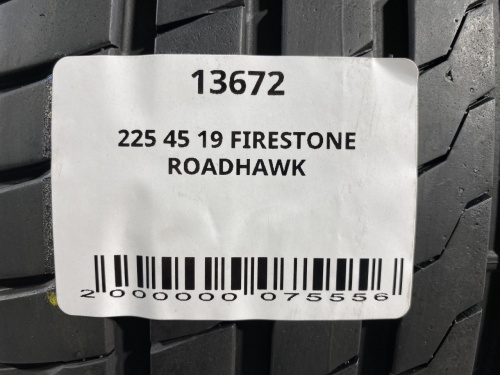 13672
225 45 19 FIRESTONE
ROADHAWK
2 000000 075556